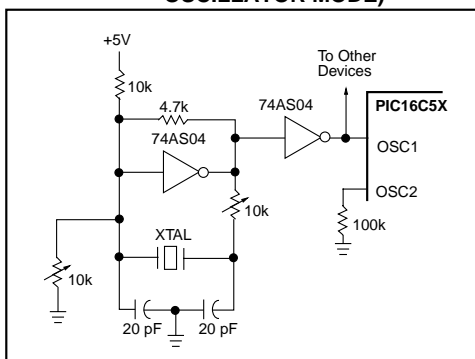 OSCILLATOR MODE)
+5V
To Other
Devices
10k
4.7k
74AS04
PIC16C5X
74AS04
OSC1
10k
OSC2
100k
XTAL
10k
20 pF
20 pF